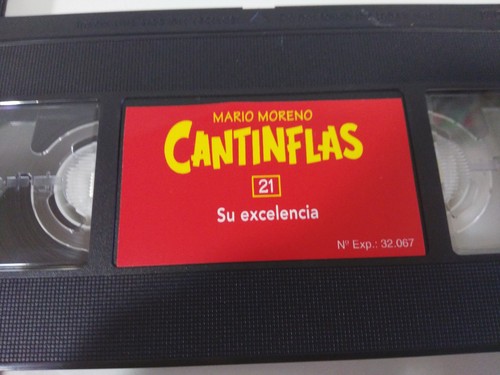 MARIO MORENO
CANTINFLAS
21
Su excelencia
Nº Exp.: 32.067